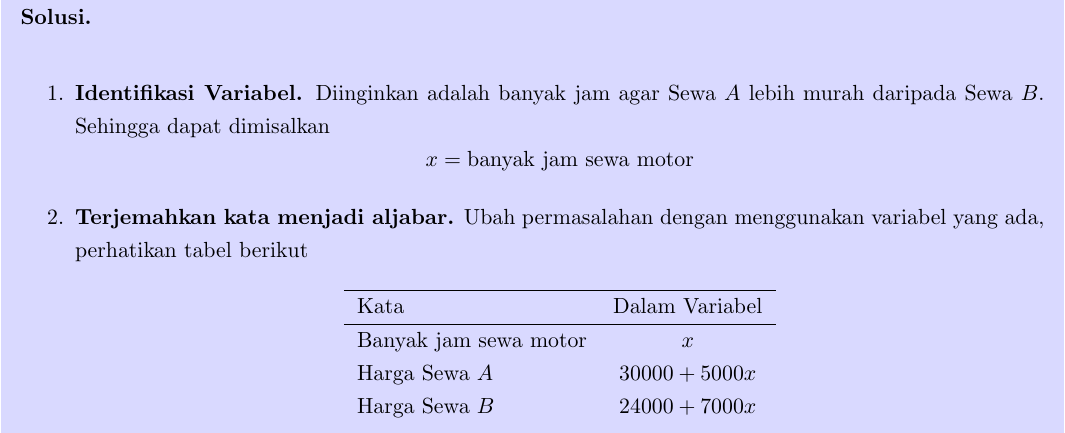 Solusi.
1. Identifikasi Variabel. Diinginkan adalah banyak jam agar Sewa A lebih murah daripada Sewa B.
Sehingga dapat dimisalkan
x = banyak jam sewa motor
2. Terjemahkan kata menjadi aljabar. Ubah permasalahan dengan menggunakan variabel yang ada,
perhatikan tabel berikut
Kata Dalam Variabel
Banyak jam sewa motor x
Harga Sewa A 30000 + 5000x
Harga Sewa B 24000 + 7000x